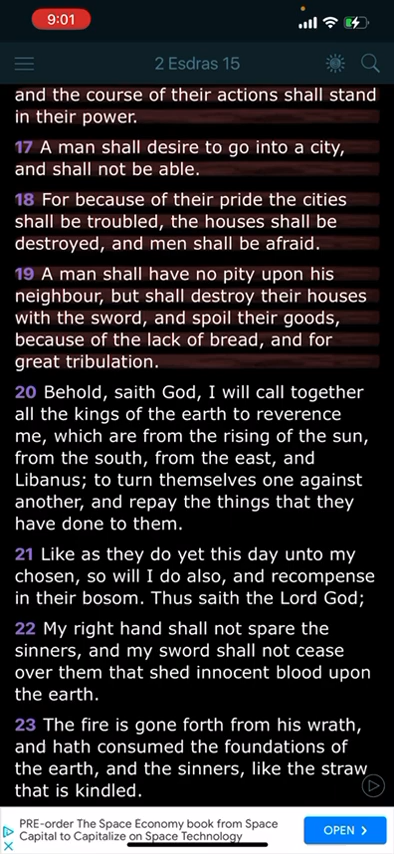 9:01
2 Esdras 15
and the course of their actions shall stand
in their power.
17 A man shall desire to go into a city,
and shall not be able.
18 For because of their pride the cities
shall be troubled, the houses shall be
destroyed, and men shall be afraid.
19 A man shall have no pity upon his
neighbour, but shall destroy their houses
with the sword, and spoil their goods,
because of the lack of bread, and for
great tribulation.
20 Behold, saith God, I will call together
all the kings of the earth to reverence
me, which are from the rising of the sun,
from the south, from the east, and
Libanus; to turn themselves one against
another, and repay the things that they
have done to them.
21 Like as they do yet this day unto my
chosen, so will I do also, and recompense
in their bosom. Thus saith the Lord God;
22 My right hand shall not spare the
sinners, and my sword shall not cease
over them that shed innocent blood upon
the earth.
23 The fire is gone forth from his wrath,
and hath consumed the foundations of
the earth, and the sinners, like the straw
that is kindled.
PRE-order The Space Economy book from Space
Capital to Capitalize on Space Technology
OPEN